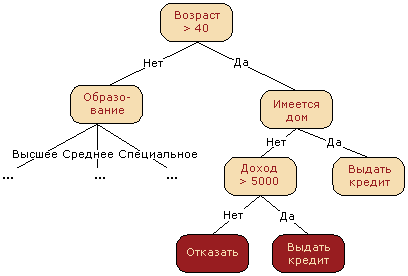 Возраст
> 40
Нет
Да
Образо-
вание
Имеется
дом
Высшее Среднее Специальное
... ... ...
Нет
Да
Доход
> 5000
Выдать
кредит
Нет
Да
Отказать
Выдать
кредит